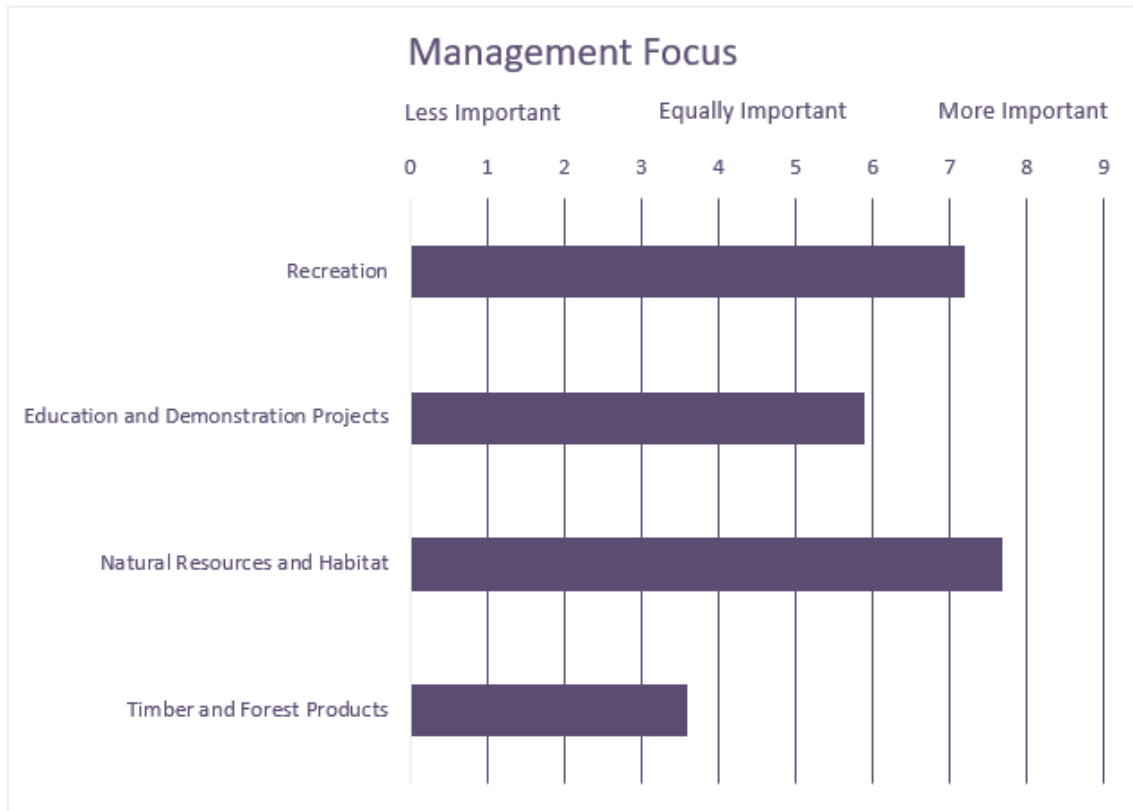 Management Focus
Less Important Equally Important More Important
0 1 2 3 4 5 6 7 8 9
Recreation
Education and Demonstration Projects
Natural Resources and Habitat
Timber and Forest Products